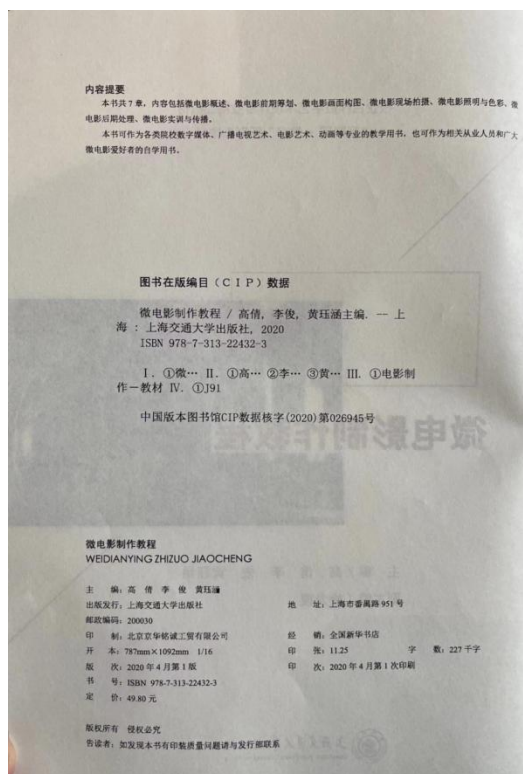 内容提要
本书共7章，内容包括微电影概述、微电影前期筹划、微电影画面构图、微电影现场拍摄、微电影照明与色彩、微
电影后期处理、微电影实训与传播。
本书可作为各类院校数字媒体、广播电视艺术、电影艺术、动画等专业的教学用书，也可作为相关从业人员和广大
微电影爱好者的自学用书。
图书在版编目（CIP）数据
微电影制作教程 / 高倩，李俊，黄珏涵主编. -- 上
海 : 上海交通大学出版社，2020
ISBN 978-7-313-22432-3
Ⅰ. ①微… Ⅱ. ①高… ②李… ③黄… Ⅲ. ①电影制
作－教材 Ⅳ. ①J91
中国版本图书馆CIP数据核字(2020)第026945号
微电影制作教程
微电影制作教程
WEIDIANYING ZHIZUO JIAOCHENG
主 编：高 倩 李 俊 黄珏涵
出版发行：上海交通大学出版社 地 址：上海市番禺路951号
邮政编码：200030
印 制：北京京华铭诚工贸有限公司 经 销：全国新华书店
开 本：787mm×1092mm 1/16 印 张：11.25 字 数：227千字
版 次：2020年4月第1版 印 次：2020年4月第1次印刷
书 号：ISBN 978-7-313-22432-3
定 价：49.80元
版权所有 侵权必究
告读者：如发现本书有印装质量问题请与发行部联系